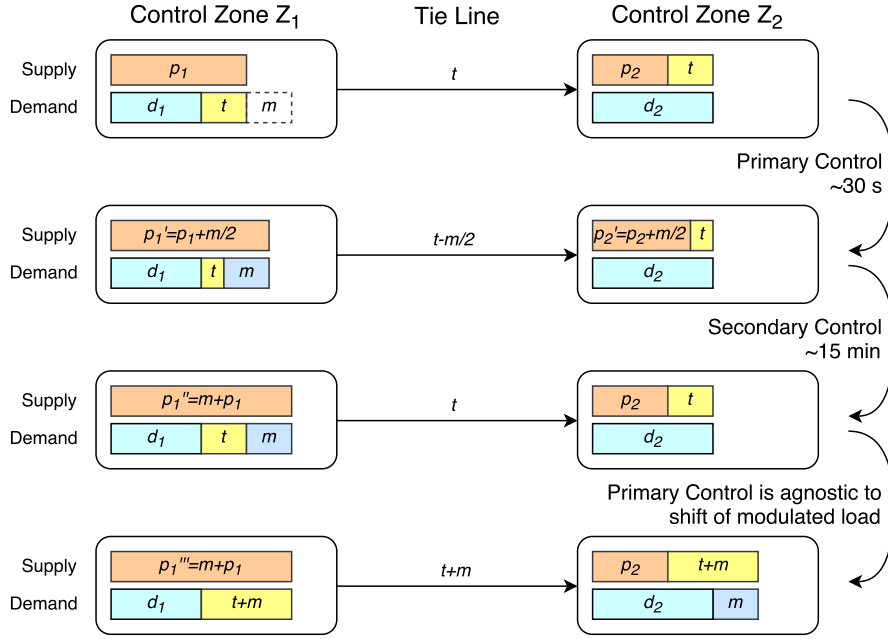 Control Zone Z₁ Tie Line Control Zone Z₂
Supply p₁ t p₂ t
Demand d₁ t m d₂
Primary Control
~30 s
Supply p₁'=p₁+m/2 t-m/2 p₂'=p₂+m/2 t
Demand d₁ t m d₂
Secondary Control
~15 min
Supply p₁''=m+p₁ t p₂ t
Demand d₁ t m d₂
Primary Control is agnostic to
shift of modulated load
Supply p₁'''=m+p₁ t+m p₂ t+m
Demand d₁ t+m d₂ m